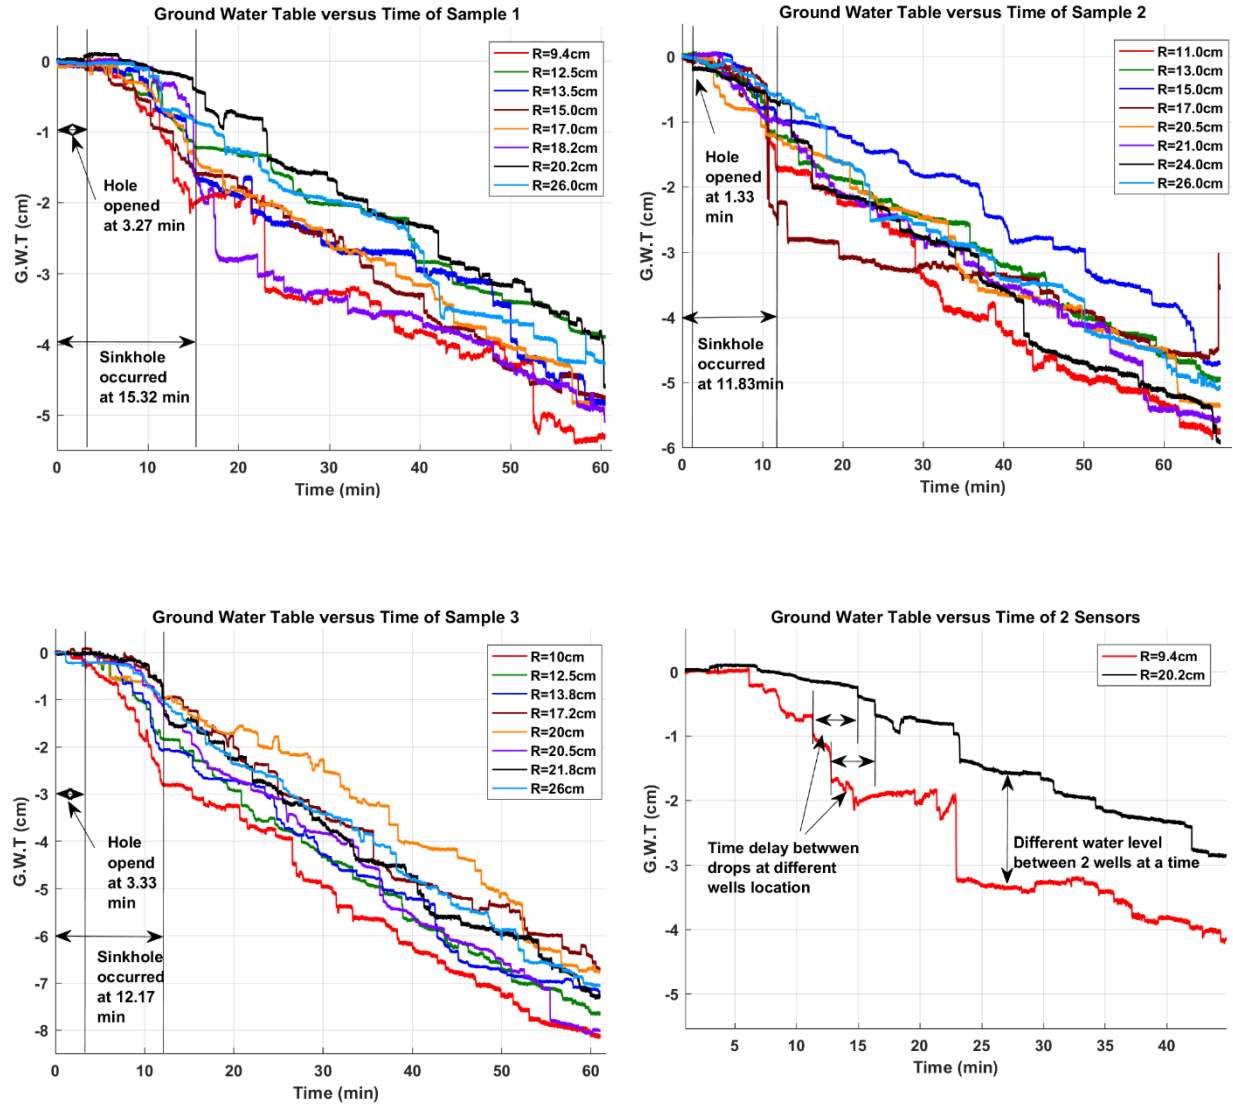 Ground Water Table versus Time of Sample 1
G.W.T (cm)
0
-1
-2
-3
-4
-5
R=9.4cm
R=12.5cm
R=13.5cm
R=15.0cm
R=17.0cm
R=18.2cm
R=20.2cm
R=26.0cm
Hole
opened
at 3.27 min
Sinkhole
occurred
at 15.32 min
0 10 20 30 40 50 60
Time (min)
Ground Water Table versus Time of Sample 2
G.W.T (cm)
0
-1
-2
-3
-4
-5
-6
R=11.0cm
R=13.0cm
R=15.0cm
R=17.0cm
R=20.5cm
R=21.0cm
R=24.0cm
R=26.0cm
Hole
opened
at 1.33
min
Sinkhole
occurred
at 11.83min
0 10 20 30 40 50 60
Time (min)
Ground Water Table versus Time of Sample 3
G.W.T (cm)
0
-1
-2
-3
-4
-5
-6
-7
-8
R=10cm
R=12.5cm
R=13.8cm
R=17.2cm
R=20cm
R=20.5cm
R=21.8cm
R=26cm
Hole
opend
at 3.33
min
Sinkhole
occurred
at 12.17
min
0 10 20 30 40 50 60
Time (min)
Ground Water Table versus Time of 2 Sensors
G.W.T (cm)
0
-1
-2
-3
-4
-5
R=9.4cm
R=20.2cm
Time delay betwwen
drops at different
wells location
Different water level
between 2 wells at a time
5 10 15 20 25 30 35 40
Time (min)